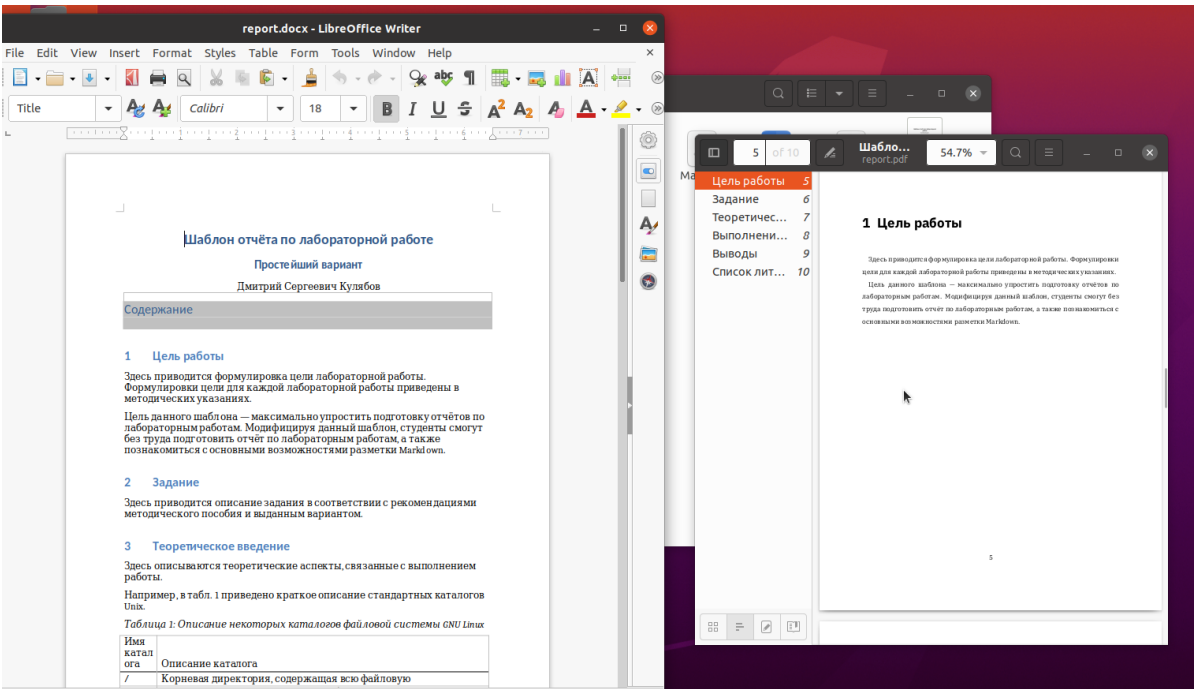 report.docx - LibreOffice Writer
File Edit View Insert Format Styles Table Form Tools Window Help
Title Calibri 18
Шаблон отчёта по лабораторной работе
Простейший вариант
Дмитрий Сергеевич Кулябов
Содержание
1 Цель работы
Здесь приводится формулировка цели лабораторной работы.
Формулировки цели для каждой лабораторной работы приведены в
методических указаниях.
Цель данного шаблона — максимально упростить подготовку отчётов по
лабораторным работам. Модифицируя данный шаблон, студенты смогут
без труда подготовить отчёт по лабораторным работам, а также
познакомиться с основными возможностями разметки Markdown.
2 Задание
Здесь приводится описание задания в соответствии с рекомендациями
методического пособия и выданным вариантом.
3 Теоретическое введение
Здесь описываются теоретические аспекты, связанные с выполнением
работы.
Например, в табл. 1 приведено краткое описание стандартных каталогов
Unix.
Таблица 1: Описание некоторых каталогов файловой системы GNU Linux
Имя
катал
ога Описание каталога
/ Корневая директория, содержащая всю файловую
5 of 10
Шабло...
report.pdf
54.7%
Цель работы 5
Задание 6
Теоретичес... 7
Выполнени... 8
Выводы 9
Список лит... 10
1 Цель работы
Здесь приводится формулировка цели лабораторной работы. Формулировки
цели для каждой лабораторной работы приведены в методических указаниях.
Цель данного шаблона — максимально упростить подготовку отчётов по
лабораторным работам. Модифицируя данный шаблон, студенты смогут без
труда подготовить отчёт по лабораторным работам, а также познакомиться с
основными возможностями разметки Markdown.
5